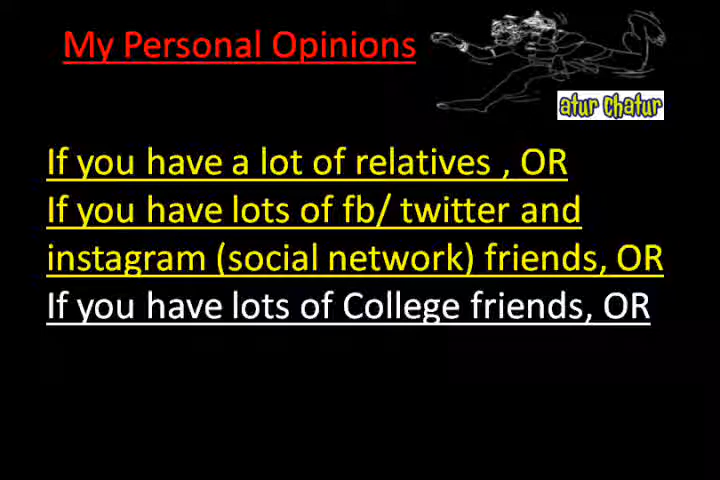 My Personal Opinions
atur chatur
If you have a lot of relatives , OR
If you have lots of fb/ twitter and
instagram (social network) friends, OR
If you have lots of College friends, OR